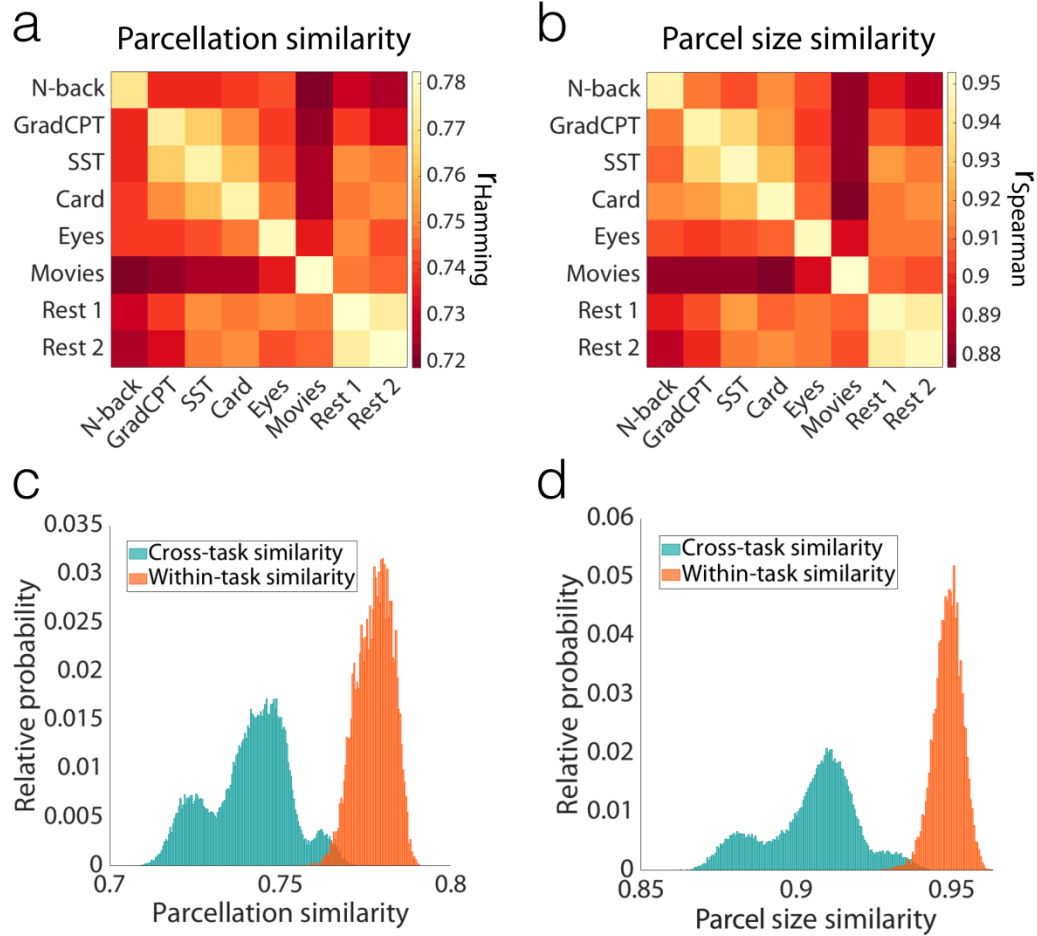 a
Parcellation similarity
N-back
GradCPT
SST
Card
Eyes
Movies
Rest 1
Rest 2
N-back
GradCPT
SST
Card
Eyes
Movies
Rest 1
Rest 2
0.78
0.77
0.76
0.75
0.74
0.73
0.72
rHamming
b
Parcel size similarity
N-back
GradCPT
SST
Card
Eyes
Movies
Rest 1
Rest 2
N-back
GradCPT
SST
Card
Eyes
Movies
Rest 1
Rest 2
0.95
0.94
0.93
0.92
0.91
0.9
0.89
0.88
rSpearman
c
Relative probability
0.035
0.03
0.025
0.02
0.015
0.01
0.005
0
Cross-task similarity
Within-task similarity
0.7
0.75
0.8
Parcellation similarity
d
Relative probability
0.06
0.05
0.04
0.03
0.02
0.01
0
Cross-task similarity
Within-task similarity
0.85
0.9
0.95
Parcel size similarity